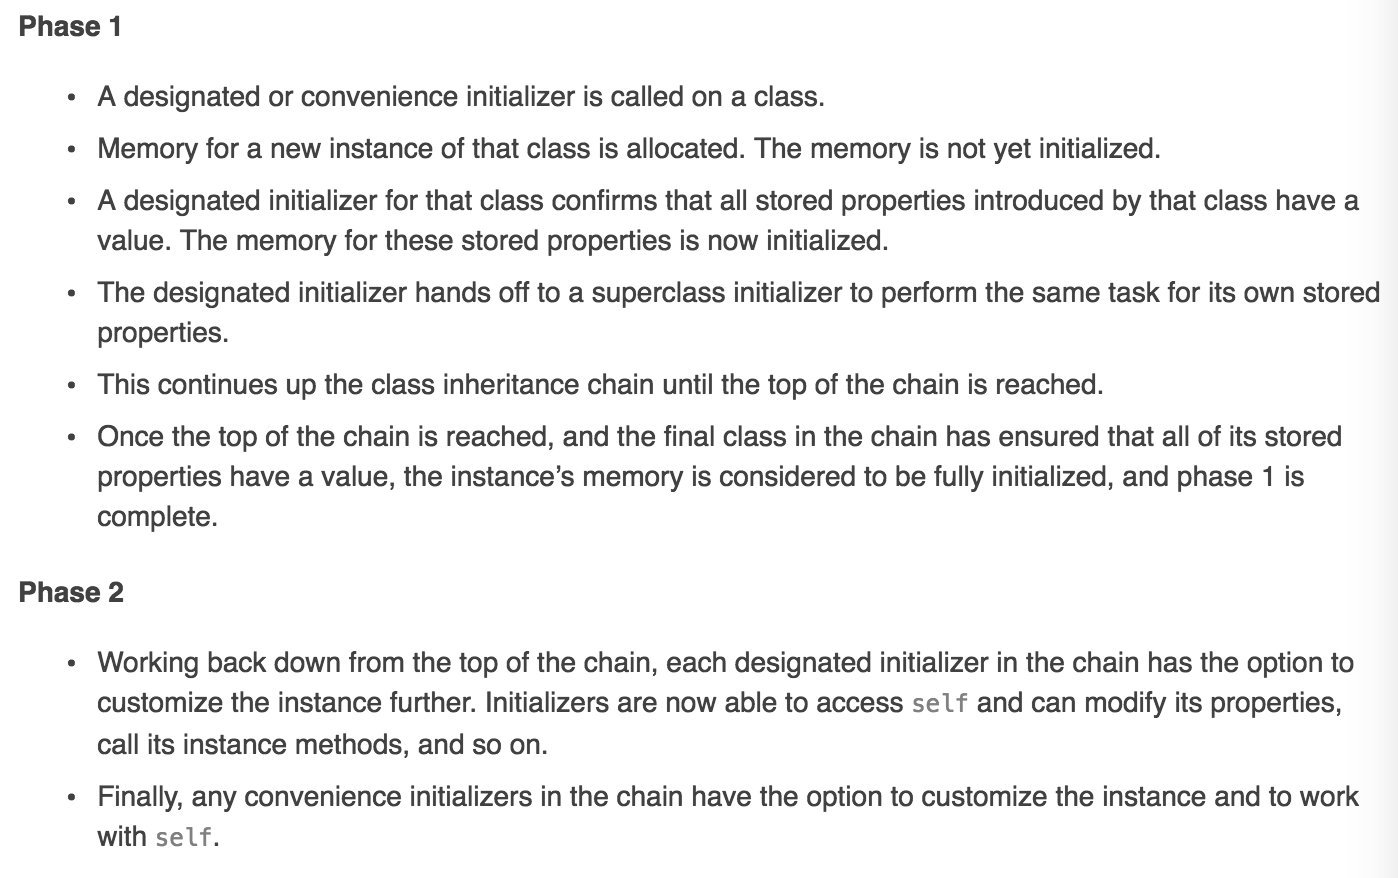 Phase 1
• A designated or convenience initializer is called on a class.
• Memory for a new instance of that class is allocated. The memory is not yet initialized.
• A designated initializer for that class confirms that all stored properties introduced by that class have a
value. The memory for these stored properties is now initialized.
• The designated initializer hands off to a superclass initializer to perform the same task for its own stored
properties.
• This continues up the class inheritance chain until the top of the chain is reached.
• Once the top of the chain is reached, and the final class in the chain has ensured that all of its stored
properties have a value, the instance’s memory is considered to be fully initialized, and phase 1 is
complete.
Phase 2
• Working back down from the top of the chain, each designated initializer in the chain has the option to
customize the instance further. Initializers are now able to access self and can modify its properties,
call its instance methods, and so on.
• Finally, any convenience initializers in the chain have the option to customize the instance and to work
with self.